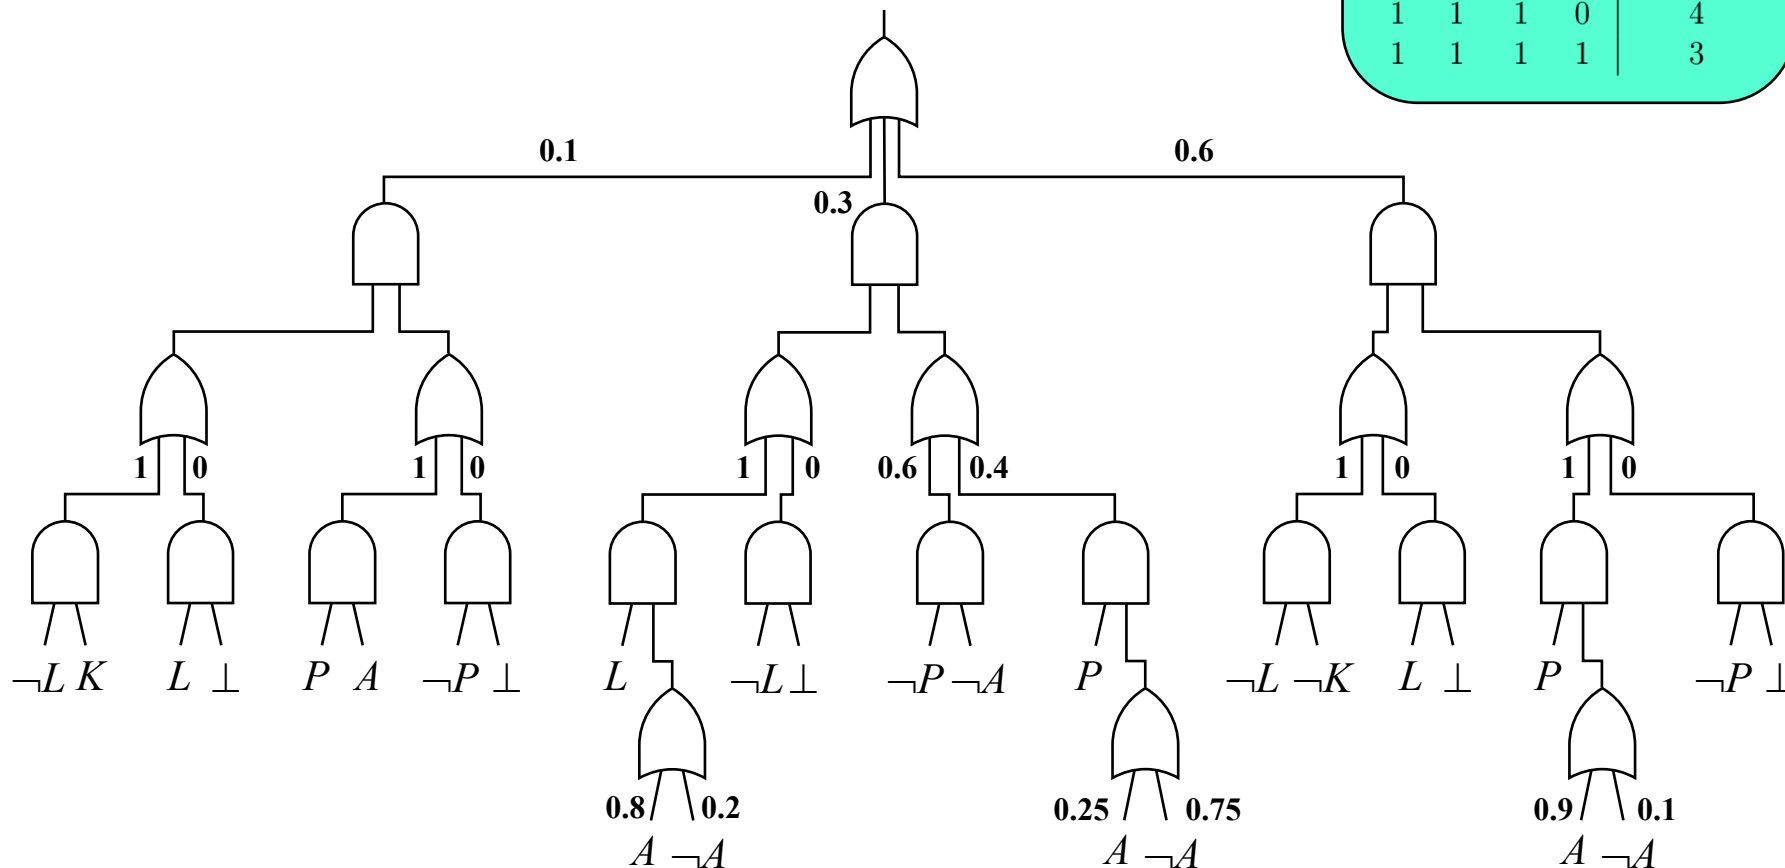 1 1 1 0 4
1 1 1 1 3
0.1 0.6
0.3
1 0 1 0 1 0 0.6 0.4 1 0 1 0
¬L K L ⊥ P A ¬P ⊥ L ¬L ⊥ ¬P ¬A P ¬L ¬K L ⊥ P ¬P ⊥
0.8 0.2 0.25 0.75 0.9 0.1
A ¬A A ¬A A ¬A